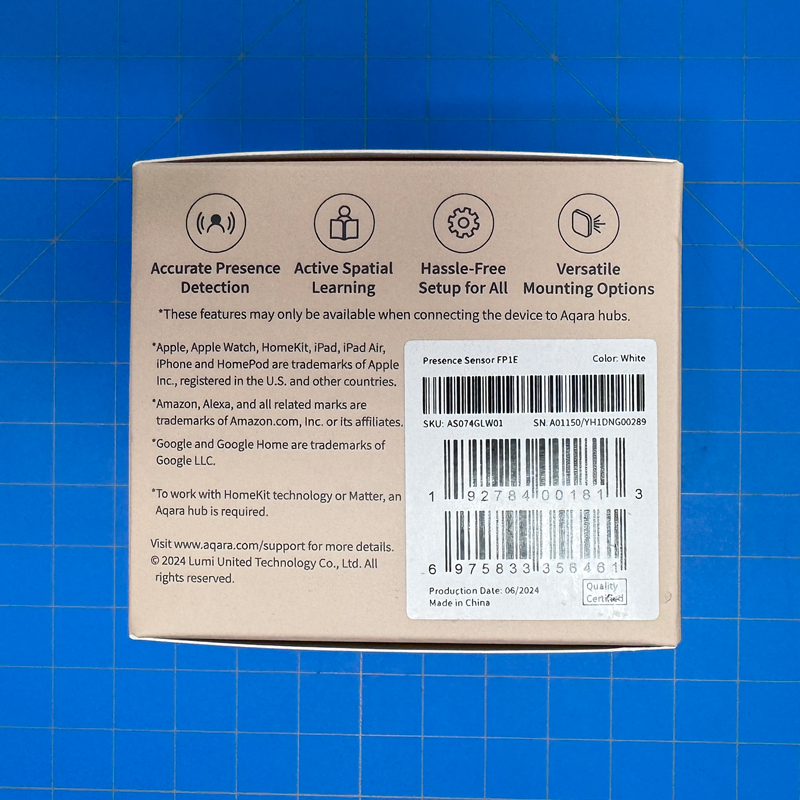 Accurate Presence
Detection
Active Spatial
Learning
Hassle-Free
Setup for All
Versatile
Mounting Options
*These features may only be available when connecting the device to Aqara hubs.
*Apple, Apple Watch, HomeKit, iPad, iPad Air,
iPhone and HomePod are trademarks of Apple
Inc., registered in the U.S. and other countries.
*Amazon, Alexa, and all related marks are
trademarks of Amazon.com, Inc. or its affiliates.
*Google and Google Home are trademarks of
Google LLC.
*To work with HomeKit technology or Matter, an
Aqara hub is required.
Visit www.aqara.com/support for more details.
© 2024 Lumi United Technology Co., Ltd. All
rights reserved.
Presence Sensor FP1E Color: White
SKU: AS074GLW01 SN:A01150/YH1DNG00289
1 92784 00181 3
6 975833 358461
Production Date: 06/2024
Made in China
Quality
Certified